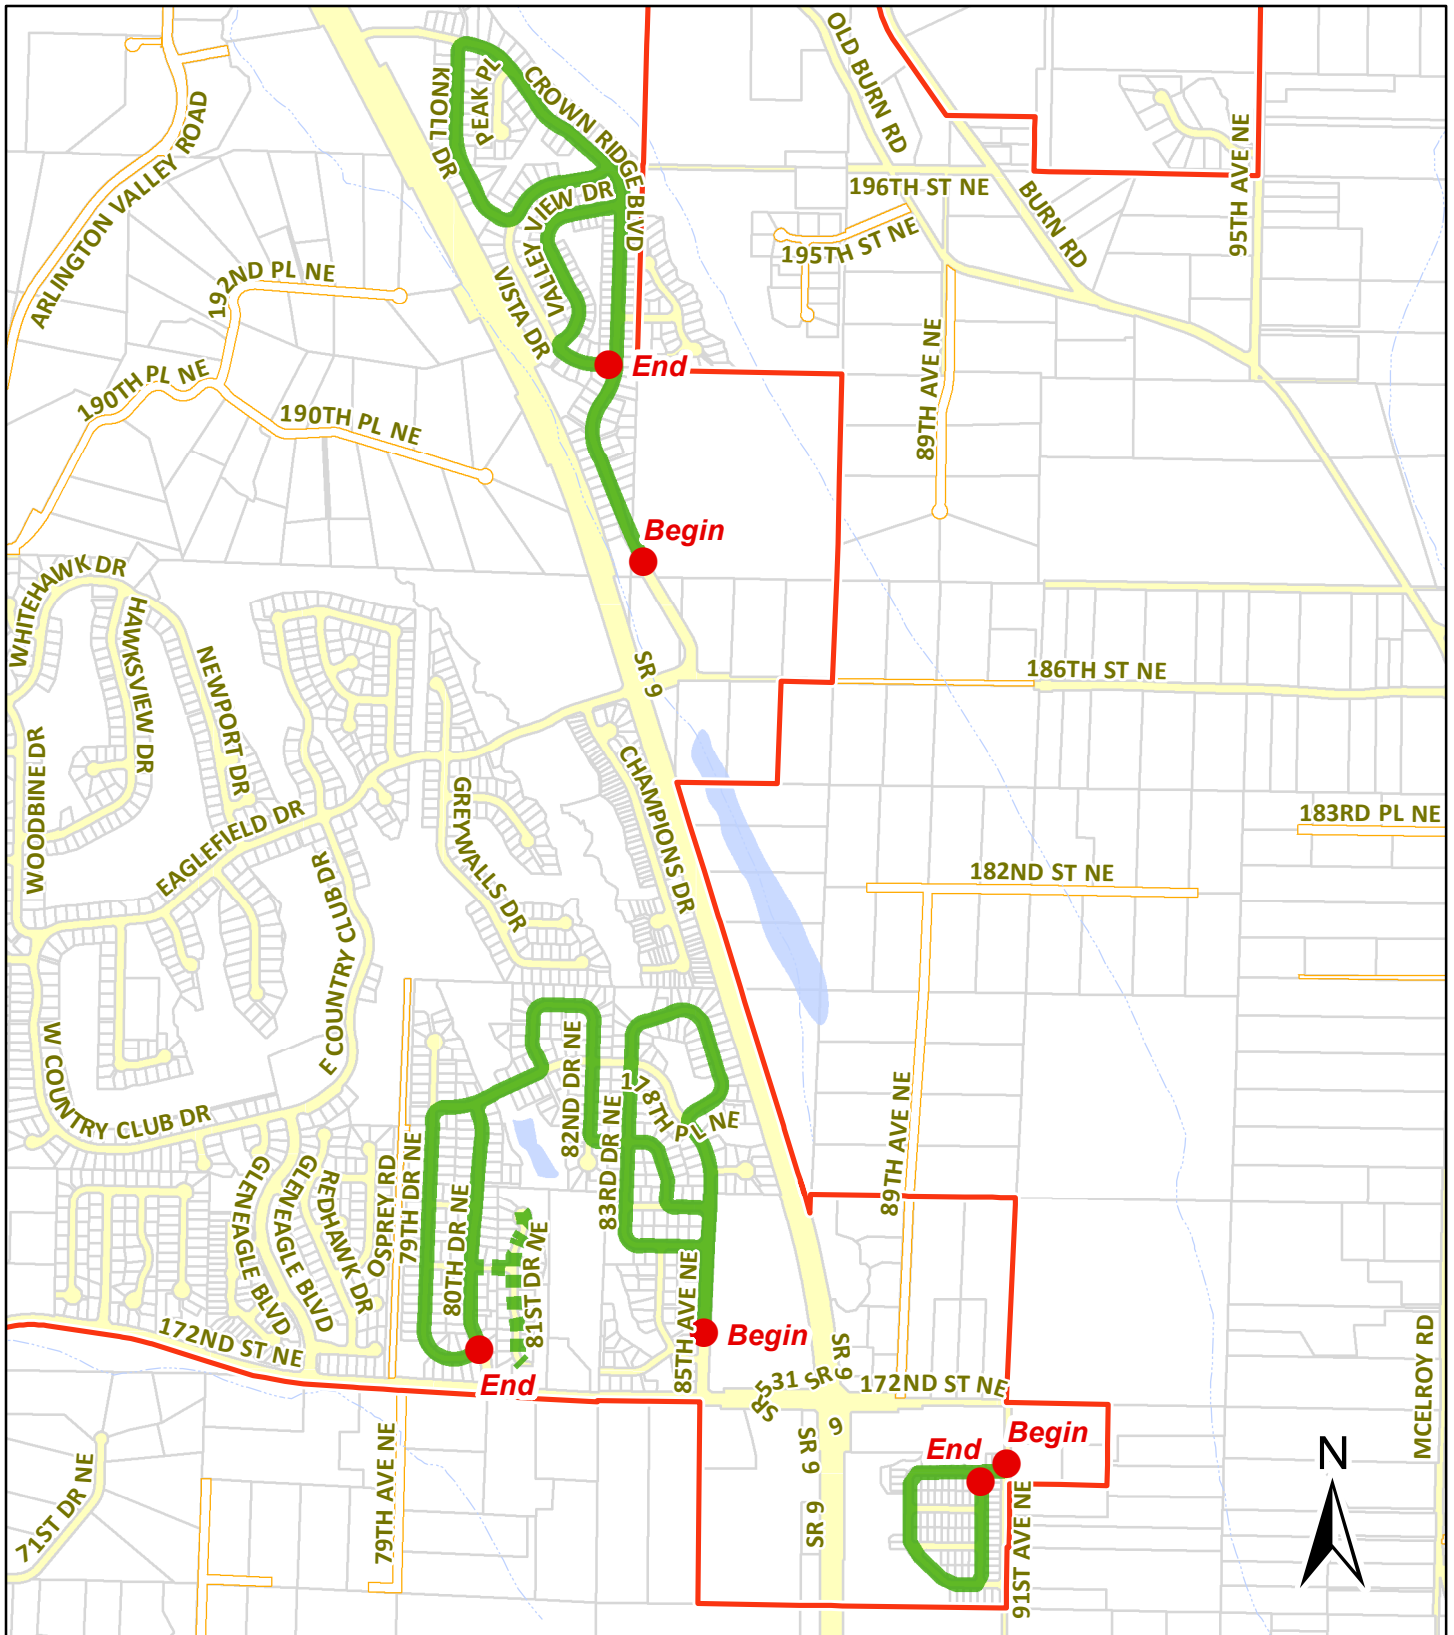 OLD BURN RD
KNOLL DR
PEAK PL
CROWN RIDGE BLVD
ARLINGTON VALLEY ROAD
95TH AVE NE
196TH ST NE
BURN RD
VALLEY VIEW DR
195TH ST NE
192ND PL NE
VISTA DR
89TH AVE NE
End
190TH PL NE
190TH PL NE
Begin
WHITEHAWK DR
HAWKSVIEW DR
NEWPORT DR
SR 9
186TH ST NE
WOODBINE DR
CHAMPIONS DR
GREYWALLS DR
183RD PL NE
EAGLEFIELD DR
182ND ST NE
E COUNTRY CLUB DR
W COUNTRY CLUB DR
82ND DR NE
178TH PL NE
83RD DR NE
89TH AVE NE
79TH DR NE
OSPREY RD
REDHAWK DR
GLENEAGLE BLVD
GLENEAGLE BLVD
80TH DR NE
81ST DR NE
85TH AVE NE
172ND ST NE
Begin
End
SR 9
SR 531
SR
172ND ST NE
9
SR 9
SR 9
MCELROY RD
End
Begin
N
79TH AVE NE
71ST DR NE
91ST AVE NE